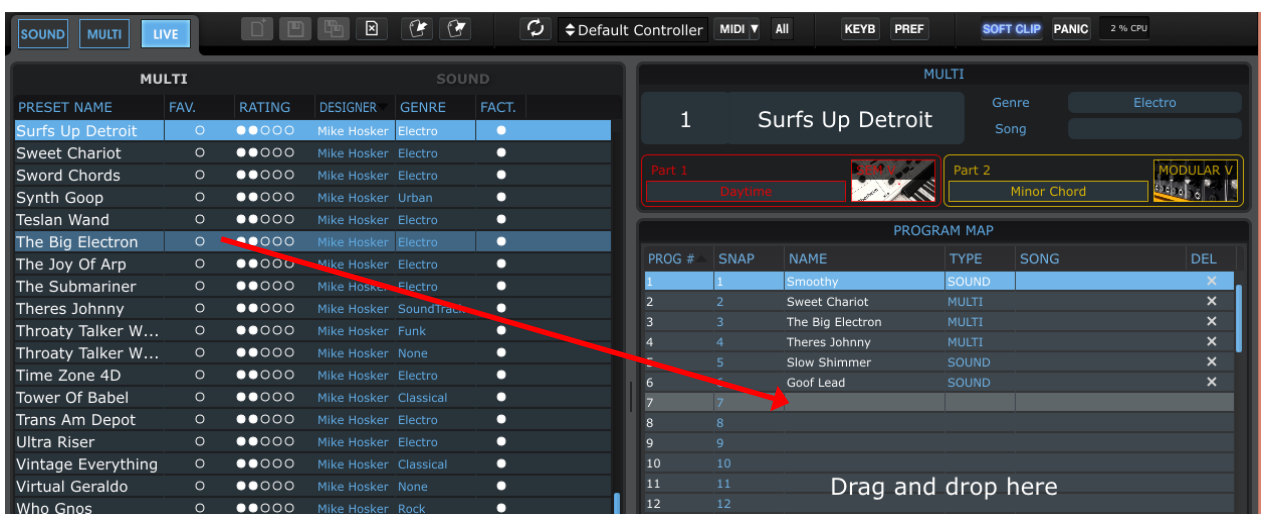 SOUND MULTI LIVE Default Controller MIDI All KEYB PREF SOFT CLIP PANIC 2 % CPU
MULTI SOUND
PRESET NAME FAV. RATING DESIGNER GENRE FACT.
Surfs Up Detroit Mike Hosker Electro
Sweet Chariot Mike Hosker Electro
Sword Chords Mike Hosker Electro
Synth Goop Mike Hosker Urban
Teslan Wand Mike Hosker Electro
The Big Electron Mike Hosker Electro
The Joy Of Arp Mike Hosker Electro
The Submariner Mike Hosker Electro
Theres Johnny Mike Hosker SoundTrack
Throaty Talker W... Mike Hosker Funk
Throaty Talker W... Mike Hosker None
Time Zone 4D Mike Hosker Electro
Tower Of Babel Mike Hosker Classical
Trans Am Depot Mike Hosker Electro
Ultra Riser Mike Hosker Electro
Vintage Everything Mike Hosker Classical
Virtual Geraldo Mike Hosker None
Who Gnos Mike Hosker Rock
MULTI
1 Surfs Up Detroit
Genre Electro
Song
Part 1
Daytime
Part 2 MODULAR V
Minor Chord
PROGRAM MAP
PROG # SNAP NAME TYPE SONG DEL
1 1 Smoothy SOUND
2 2 Sweet Chariot MULTI
3 3 The Big Electron MULTI
4 4 Theres Johnny MULTI
5 5 Slow Shimmer SOUND
6 6 Goof Lead SOUND
7 7
8 8
9 9
10 10
11 11
12 12
Drag and drop here